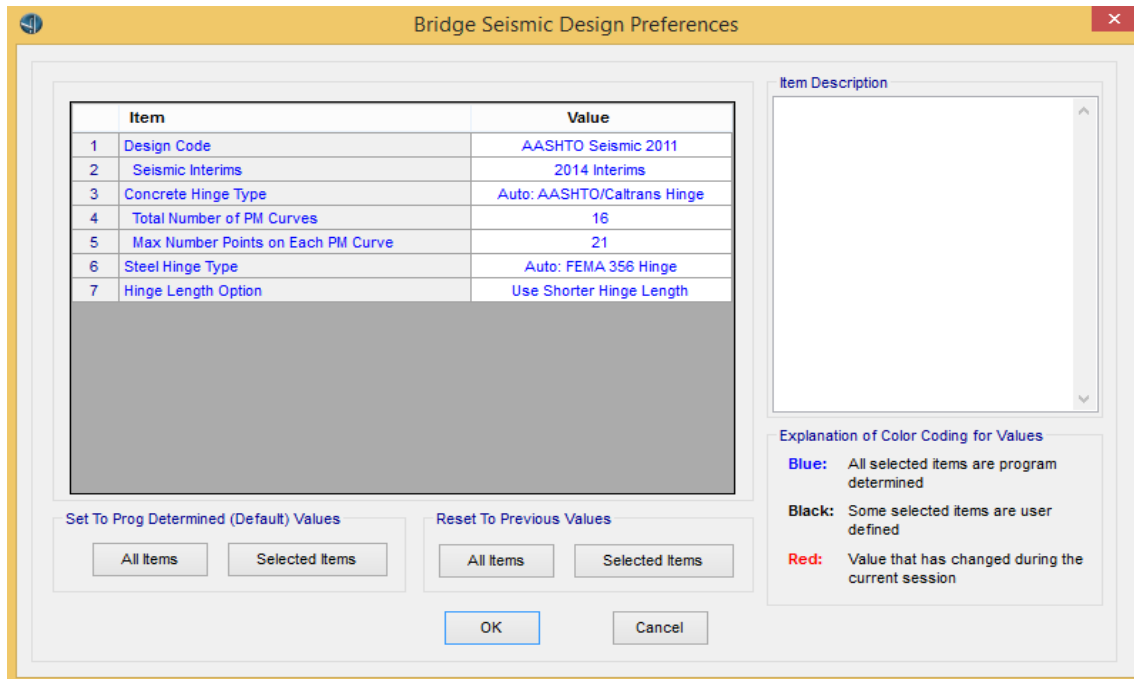 Bridge Seismic Design Preferences
Item Value
1 Design Code AASHTO Seismic 2011
2 Seismic Interims 2014 Interims
3 Concrete Hinge Type Auto: AASHTO/Caltrans Hinge
4 Total Number of PM Curves 16
5 Max Number Points on Each PM Curve 21
6 Steel Hinge Type Auto: FEMA 356 Hinge
7 Hinge Length Option Use Shorter Hinge Length
Item Description
Explanation of Color Coding for Values
Blue: All selected items are program
determined
Black: Some selected items are user
defined
Red: Value that has changed during the
current session
Set To Prog Determined (Default) Values
All Items Selected Items
Reset To Previous Values
All Items Selected Items
OK Cancel